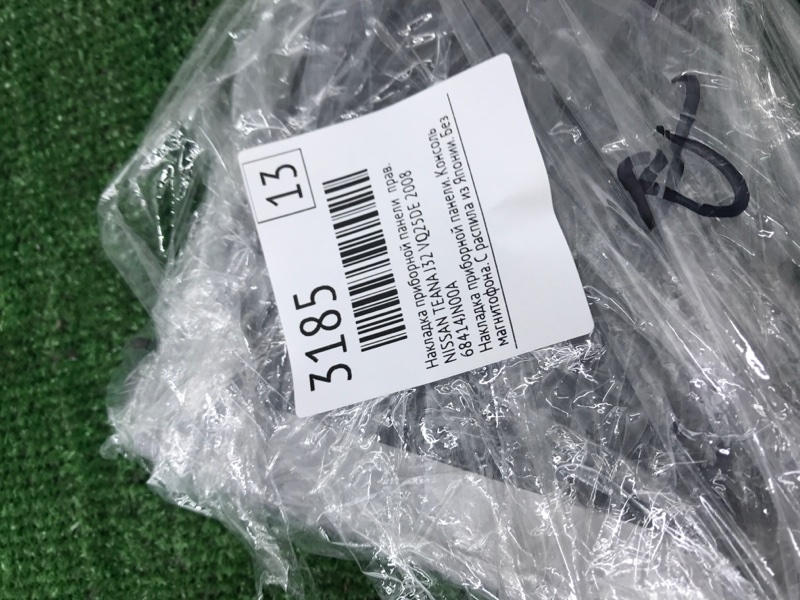 3185
13
Накладка приборной панели прав.
NISSAN TEANA J32 VQ25DE 2008
68414JN00A
Накладка приборной панели. Консоль
магнитофона. С распила из Японии. Без